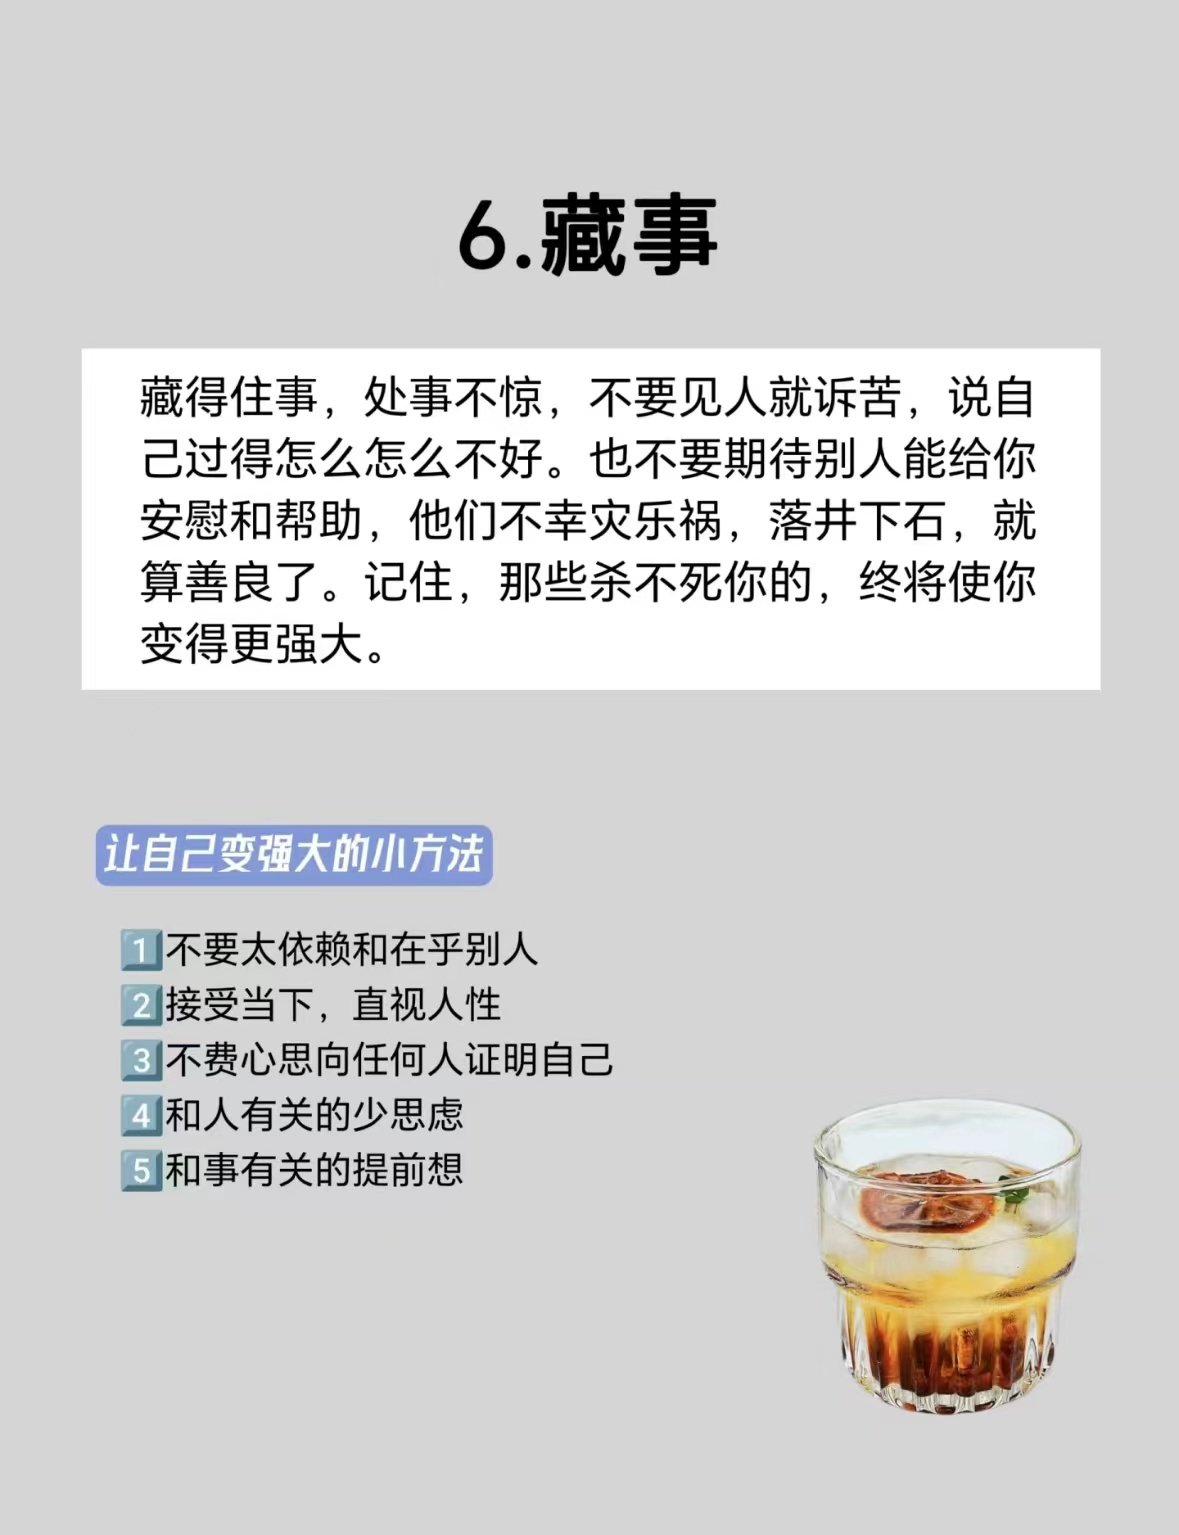 6.藏事
藏得住事，处事不惊，不要见人就诉苦，说自
己过得怎么怎么不好。也不要期待别人能给你
安慰和帮助，他们不幸灾乐祸，落井下石，就
算善良了。记住，那些杀不死你的，终将使你
变得更强大。
让自己变强大的小方法
1不要太依赖和在乎别人
2接受当下，直视人性
3不费心思向任何人证明自己
4和人有关的少思虑
5和事有关的提前想